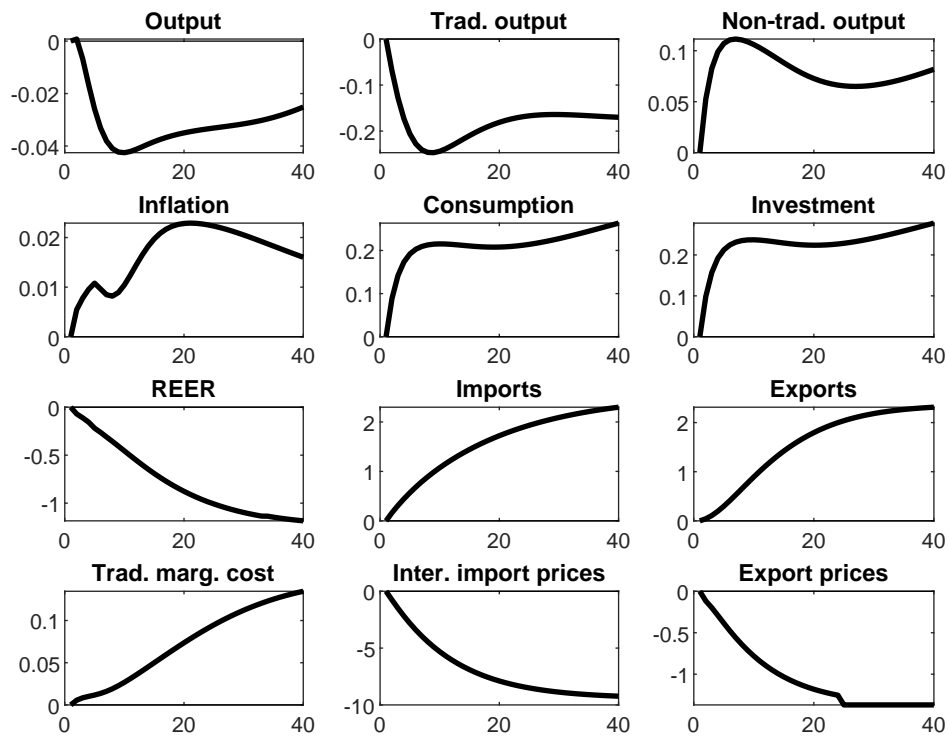 Output
0
-0.02
-0.04
0 20 40
Trad. output
0
-0.1
-0.2
0 20 40
Non-trad. output
0.1
0.05
0
0 20 40
Inflation
0.02
0.01
0
0 20 40
Consumption
0.2
0.1
0
0 20 40
Investment
0.2
0.1
0
0 20 40
REER
0
-0.5
-1
0 20 40
Imports
2
1
0
0 20 40
Exports
2
1
0
0 20 40
Trad. marg. cost
0.1
0.05
0
0 20 40
Inter. import prices
0
-5
-10
0 20 40
Export prices
0
-0.5
-1
0 20 40